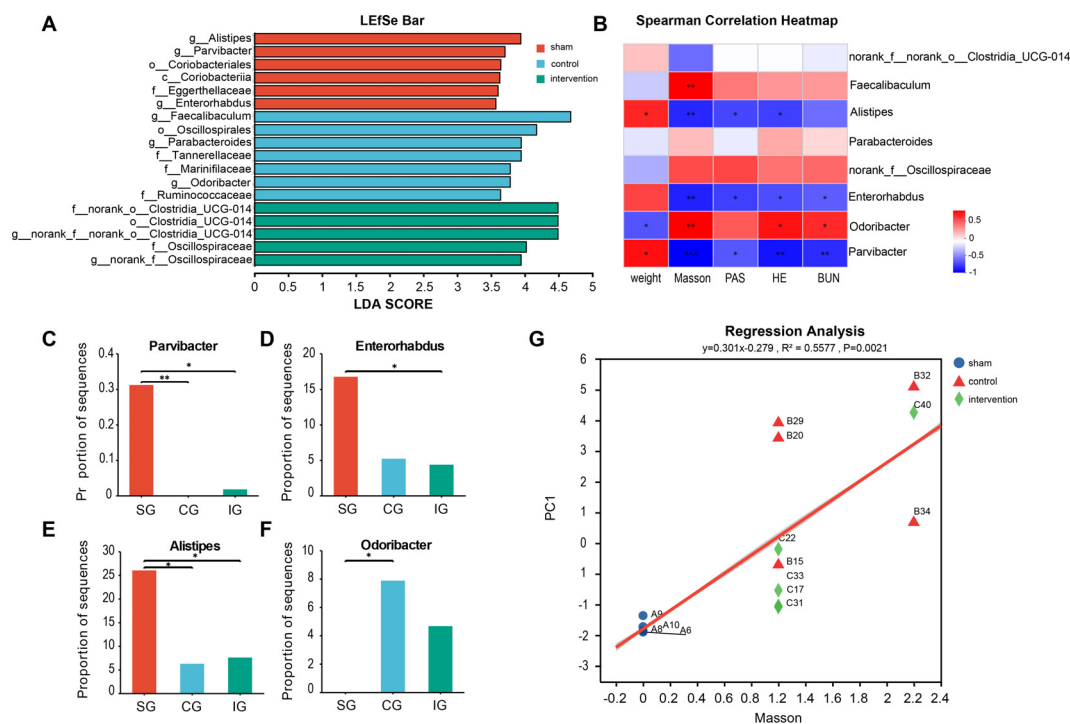 A
LEfSe Bar
g__Alistipes
g__Parvibacter
o__Coriobacteriales
c__Coriobacteriia
f__Eggerthellaceae
g__Enterorhabdus
g__Faecalibaculum
o__Oscillospirales
g__Parabacteroides
f__Tannerellaceae
f__Marinifilaceae
g__Odoribacter
f__Ruminococcaceae
f__norank_o__Clostridia_UCG-014
o__Clostridia_UCG-014
g__norank_f__norank_o__Clostridia_UCG-014
f__Oscillospiraceae
g__norank_f__Oscillospiraceae
0 0.5 1 1.5 2 2.5 3 3.5 4 4.5 5
LDA SCORE
sham
control
intervention
B
Spearman Correlation Heatmap
norank_f__norank_o__Clostridia_UCG-014
** Faecalibaculum
* ** * * Alistipes
Parabacteroides
norank_f__Oscillospiraceae
** * * * Enterorhabdus
* ** * * Odoribacter
* *** * ** ** Parvibacter
weight Masson PAS HE BUN
0.5
0
-0.5
-1
C
Parvibacter
Pr portion of sequences
0.3
0.2
0.1
0
*
**
SG CG IG
D
Enterorhabdus
Proportion of sequences
20
15
10
5
0
*
SG CG IG
E
Alistipes
Proportion of sequences
30
25
20
15
10
5
0
*
*
SG CG IG
F
Odoribacter
Proportion of sequences
10
8
6
4
2
0
*
SG CG IG
G
Regression Analysis
y=0.301x-0.279 , R² = 0.5577 , P=0.0021
sham
control
intervention
PC1
6
5
4
3
2
1
0
1
-1
-2
-3
B32
C40
B29
B20
B34
C22
B15
C33
C17
C31
A9
A10
A8
A6
-0.2 0 0.2 0.4 0.6 0.8 1 1.2 1.4 1.6 1.8 2 2.2 2.4
Masson